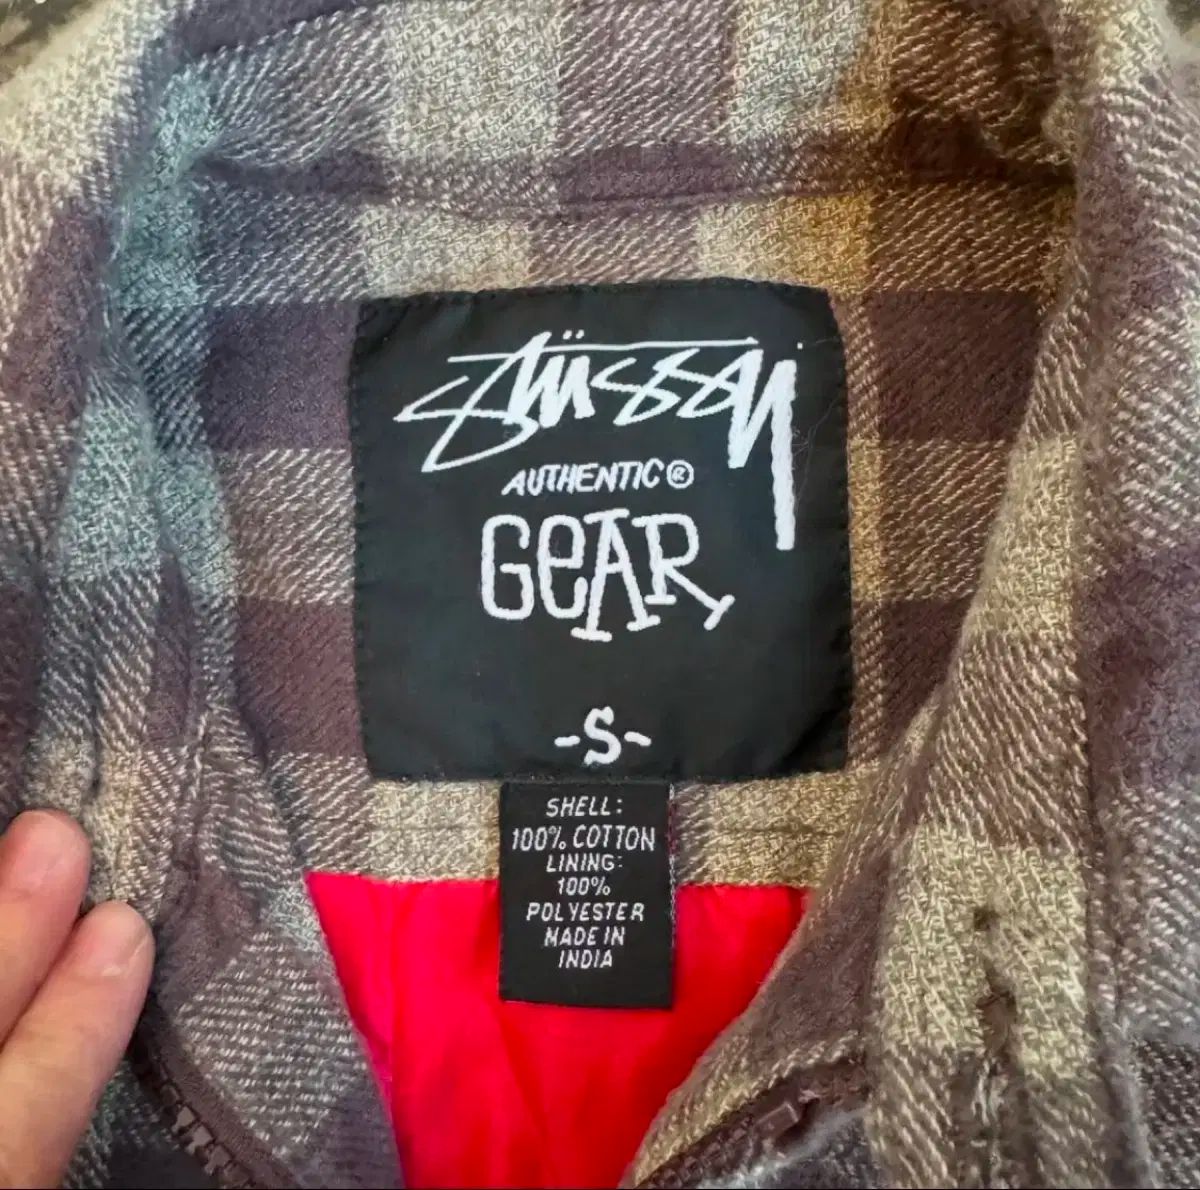 Stüssy
AUTHENTIC®
GEAR
-S-
SHELL:
100% COTTON
LINING:
100%
POLYESTER
MADE IN
INDIA